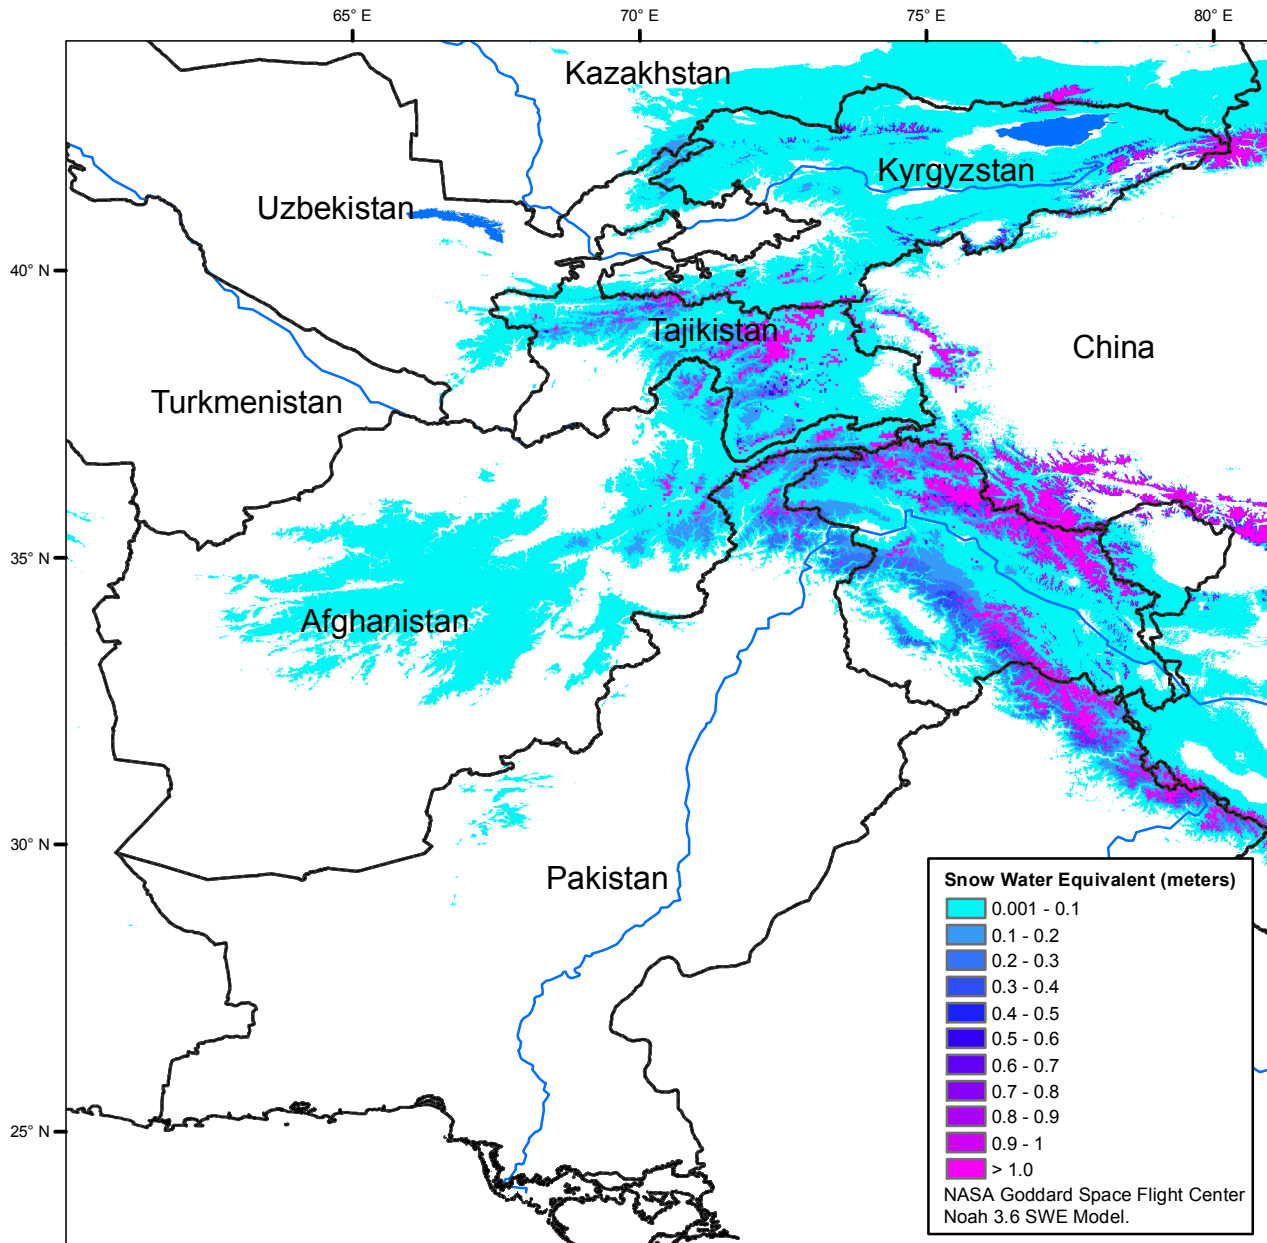 65° E
70° E
75° E
80° E
Kazakhstan
Kyrgyzstan
Uzbekistan
40° N
Tajikistan
China
Turkmenistan
35° N
Afghanistan
30° N
Pakistan
25° N
Snow Water Equivalent (meters)
0.001 - 0.1
0.1 - 0.2
0.2 - 0.3
0.3 - 0.4
0.4 - 0.5
0.5 - 0.6
0.6 - 0.7
0.7 - 0.8
0.8 - 0.9
0.9 - 1
> 1.0
NASA Goddard Space Flight Center
Noah 3.6 SWE Model.